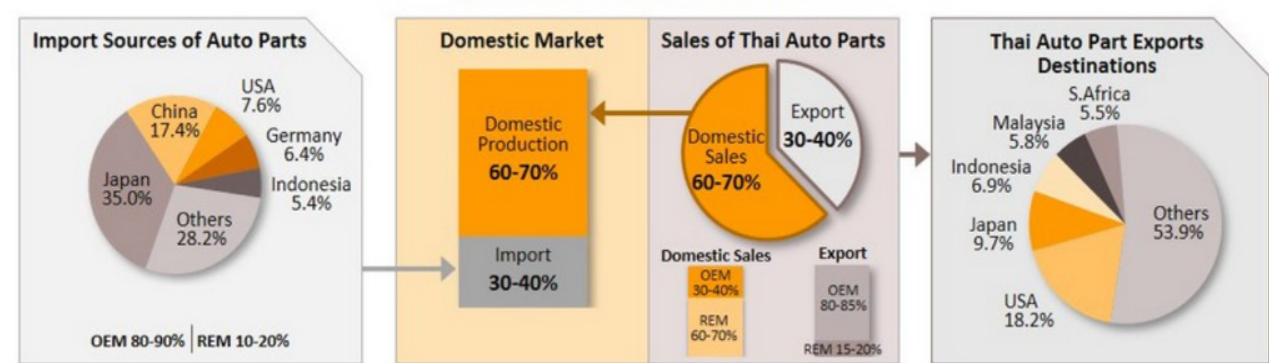 Import Sources of Auto Parts
USA
7.6%
China
17.4%
Germany
6.4%
Japan
35.0%
Indonesia
5.4%
Others
28.2%
OEM 80-90% | REM 10-20%
Domestic Market
Domestic
Production
60-70%
Import
30-40%
Sales of Thai Auto Parts
Export
30-40%
Domestic
Sales
60-70%
Domestic Sales
OEM
30-40%
REM
60-70%
Export
OEM
80-85%
REM 15-20%
Thai Auto Part Exports
Destinations
S.Africa
5.5%
Malaysia
5.8%
Indonesia
6.9%
Japan
9.7%
Others
53.9%
USA
18.2%